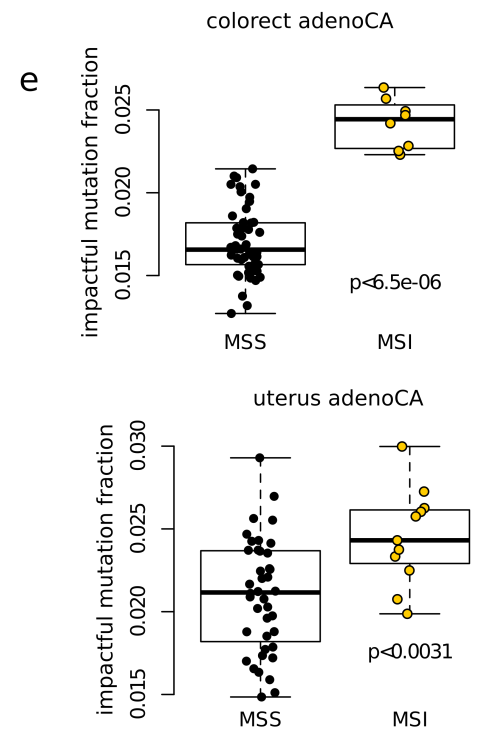 colorect adenoCA
e
impactful mutation fraction
0.025
0.020
0.015
p<6.5e-06
MSS
MSI
uterus adenoCA
impactful mutation fraction
0.030
0.025
0.020
0.015
p<0.0031
MSS
MSI